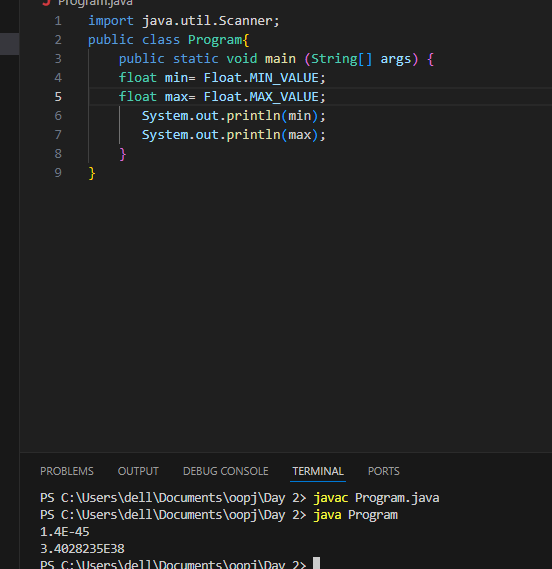 Program.java
1 import java.util.Scanner;
2 public class Program{
3 public static void main (String[] args) {
4 float min= Float.MIN_VALUE;
5 float max= Float.MAX_VALUE;
6 System.out.println(min);
7 System.out.println(max);
8 }
9 }
PROBLEMS OUTPUT DEBUG CONSOLE TERMINAL PORTS
PS C:\Users\dell\Documents\oopj\Day 2> javac Program.java
PS C:\Users\dell\Documents\oopj\Day 2> java Program
1.4E-45
3.4028235E38
PS C:\Users\dell\Documents\oopj\Day 2>